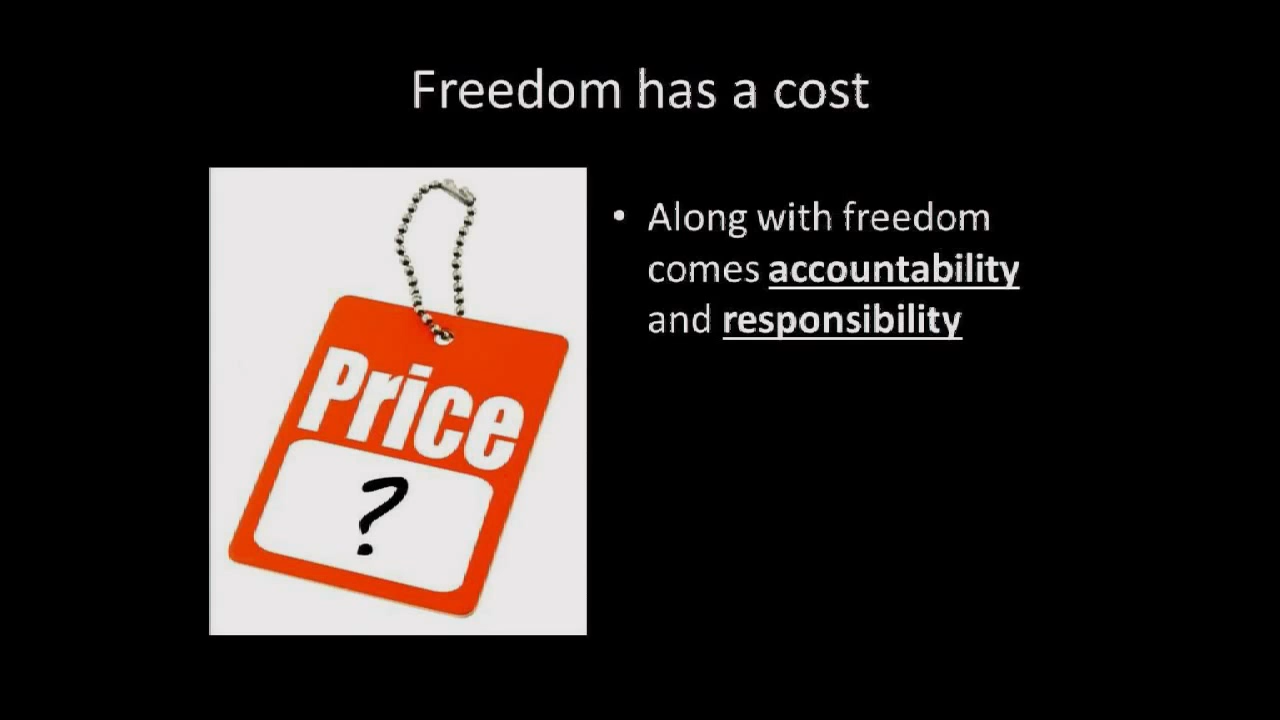 Freedom has a cost
Price
?
• Along with freedom
comes accountability
and responsibility